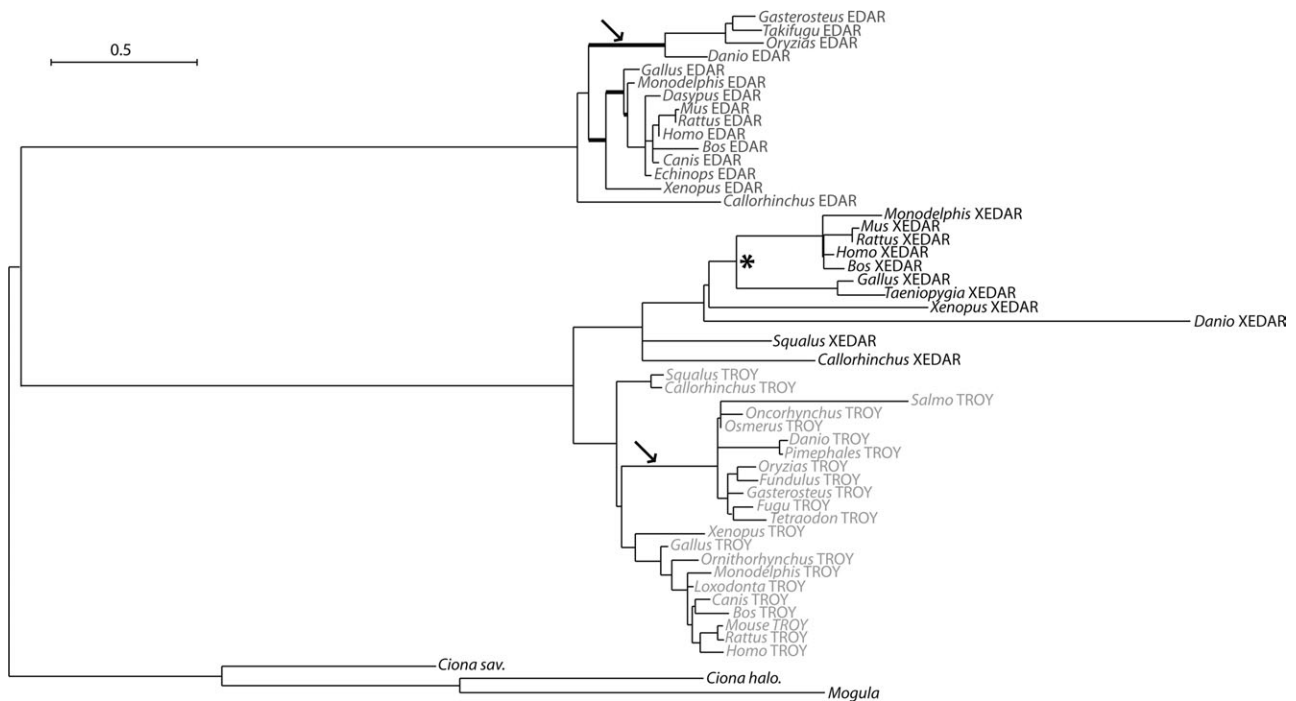 Gasterosteus EDAR
Takifugu EDAR
0.5
Oryzias EDAR
Danio EDAR
Gallus EDAR
Monodelphis EDAR
Dasypus EDAR
Mus EDAR
Rattus EDAR
Homo EDAR
Bos EDAR
Canis EDAR
Echinops EDAR
Xenopus EDAR
Callorhinchus EDAR
Monodelphis XEDAR
Mus XEDAR
Rattus XEDAR
Homo XEDAR
*
Bos XEDAR
Gallus XEDAR
Taeniopygia XEDAR
Xenopus XEDAR
Danio XEDAR
Squalus XEDAR
Callorhinchus XEDAR
Squalus TROY
Callorhinchus TROY
Salmo TROY
Oncorhynchus TROY
Osmerus TROY
Danio TROY
Pimephales TROY
Oryzias TROY
Fundulus TROY
Gasterosteus TROY
Fugu TROY
Tetraodon TROY
Xenopus TROY
Gallus TROY
Ornithorhynchus TROY
Monodelphis TROY
Loxodonta TROY
Canis TROY
Bos TROY
Mouse TROY
Rattus TROY
Homo TROY
Ciona sav.
Ciona halo.
Mogula